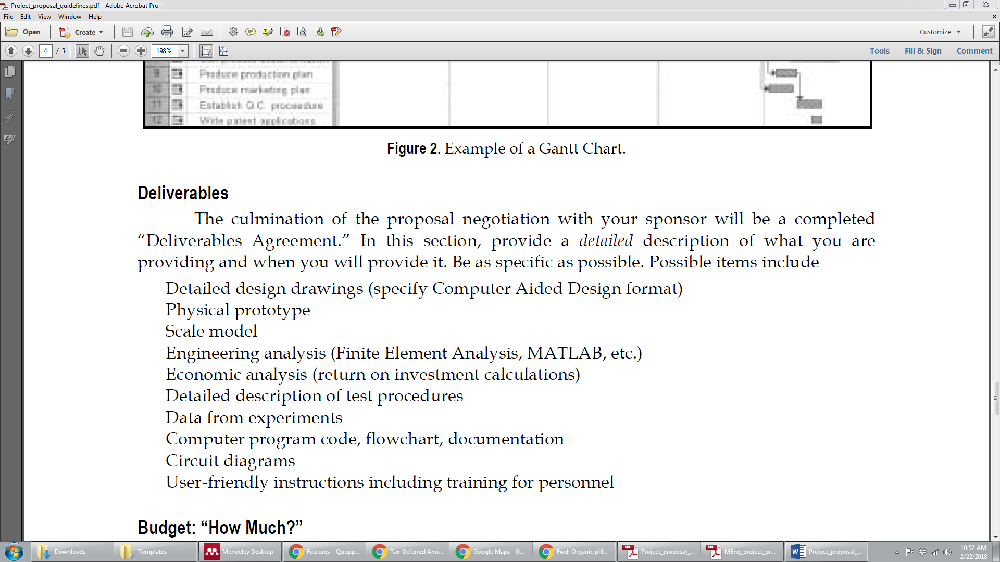 Project_proposal_guidelines.pdf - Adobe Acrobat Pro
File Edit View Window Help
Open Create Customize
4 / 5 198% Tools Fill & Sign Comment
9 Produce production plan
10 Produce marketing plan
11 Establish Q.C. proceedure
12 Write patent applications
Figure 2. Example of a Gantt Chart.
Deliverables
The culmination of the proposal negotiation with your sponsor will be a completed
“Deliverables Agreement.” In this section, provide a detailed description of what you are
providing and when you will provide it. Be as specific as possible. Possible items include
Detailed design drawings (specify Computer Aided Design format)
Physical prototype
Scale model
Engineering analysis (Finite Element Analysis, MATLAB, etc.)
Economic analysis (return on investment calculations)
Detailed description of test procedures
Data from experiments
Computer program code, flowchart, documentation
Circuit diagrams
User-friendly instructions including training for personnel
Budget: “How Much?”
Downloads Templates Mendeley Desktop Features – Quupp... Tax-Deferred Ann... Google Maps - G... Fwd: Organic pill... Project_proposal_... MEng_project_pr... Project_proposal_... 10:52 AM
2/22/2018